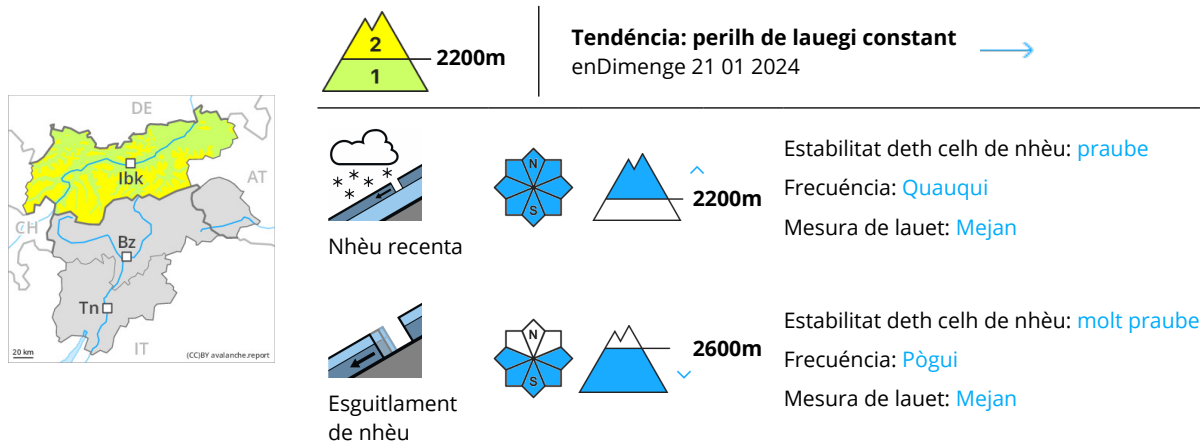 2
1
2200m
Tendéncia: perilh de lauegi constant
enDimenge 21 01 2024
DE
AT
CH
IT
Ibk
Bz
Tn
20 km
(CC)BY avalanche.report
Nhèu recenta
N
S
2200m
Estabilitat deth celh de nhèu: praube
Frecuéncia: Quauqui
Mesura de lauet: Mejan
Esguitlament
de nhèu
N
S
2600m
Estabilitat deth celh de nhèu: molt praube
Frecuéncia: Pògui
Mesura de lauet: Mejan